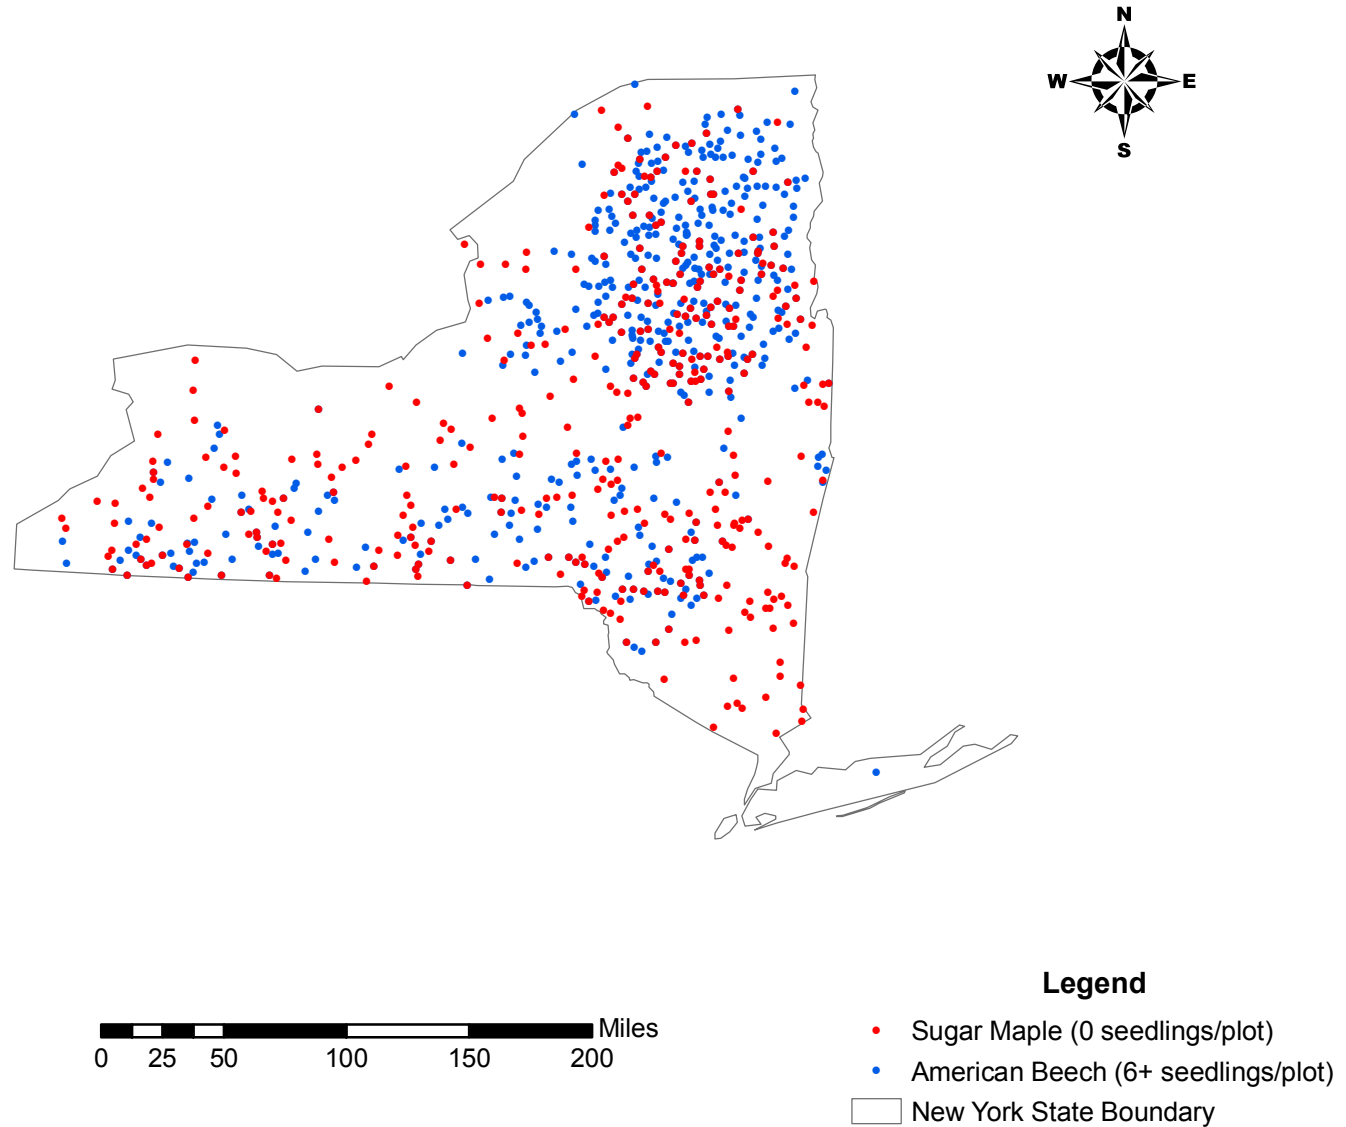 N
W E
S
Legend
Miles
0 25 50 100 150 200
Sugar Maple (0 seedlings/plot)
American Beech (6+ seedlings/plot)
New York State Boundary